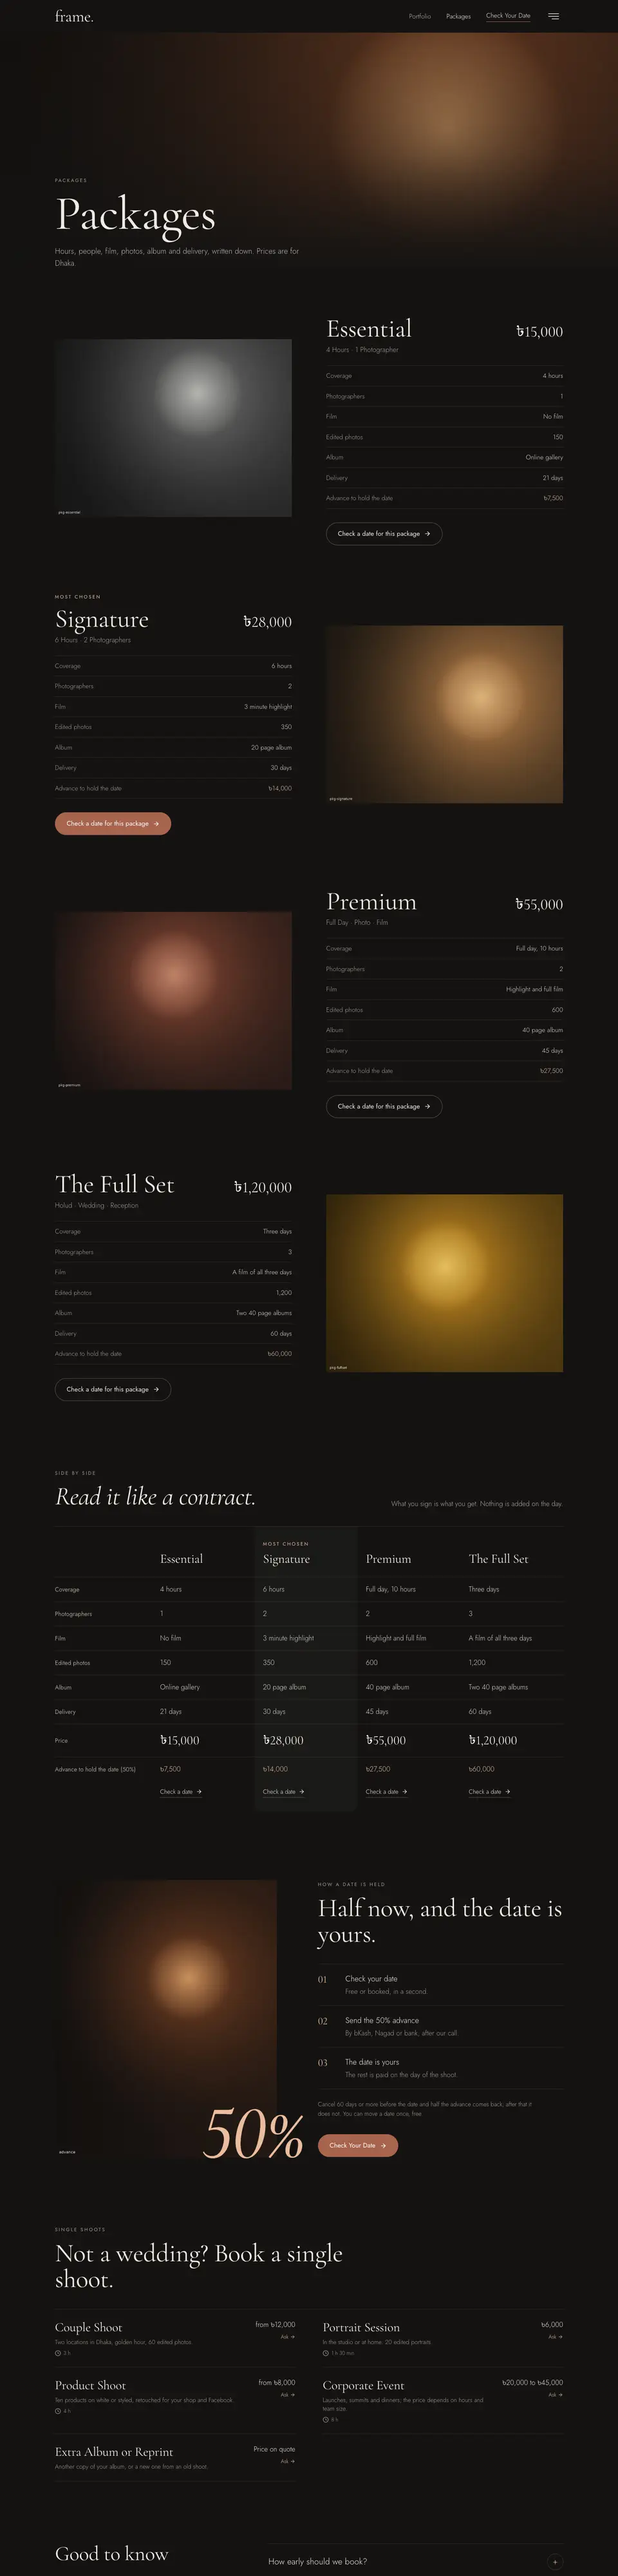 frame.
Portfolio
Packages
Check Your Date
PACKAGES
Packages
Hours, people, film, photos, album and delivery, written down. Prices are for
Dhaka.
pkg-essential
Essential
৳15,000
4 Hours · 1 Photographer
Coverage 4 hours
Photographers 1
Film No film
Edited photos 150
Album Online gallery
Delivery 21 days
Advance to hold the date ৳7,500
Check a date for this package →
MOST CHOSEN
Signature
৳28,000
6 Hours · 2 Photographers
Coverage 6 hours
Photographers 2
Film 3 minute highlight
Edited photos 350
Album 20 page album
Delivery 30 days
Advance to hold the date ৳14,000
Check a date for this package →
pkg-signature
pkg-premium
Premium
৳55,000
Full Day · Photo · Film
Coverage Full day, 10 hours
Photographers 2
Film Highlight and full film
Edited photos 600
Album 40 page album
Delivery 45 days
Advance to hold the date ৳27,500
Check a date for this package →
The Full Set
৳1,20,000
Holud · Wedding · Reception
Coverage Three days
Photographers 3
Film A film of all three days
Edited photos 1,200
Album Two 40 page albums
Delivery 60 days
Advance to hold the date ৳60,000
Check a date for this package →
SIDE BY SIDE
Read it like a contract.
What you sign is what you get. Nothing is added on the day.
MOST CHOSEN
Essential Signature Premium The Full Set
Coverage 4 hours 6 hours Full day, 10 hours Three days
Photographers 1 2 2 3
Film No film 3 minute highlight Highlight and full film A film of all three days
Edited photos 150 350 600 1,200
Album Online gallery 20 page album 40 page album Two 40 page albums
Delivery 21 days 30 days 45 days 60 days
Price ৳15,000 ৳28,000 ৳55,000 ৳1,20,000
Advance to hold the date (50%) ৳7,500 ৳14,000 ৳27,500 ৳60,000
Check a date → Check a date → Check a date → Check a date →
advance
50%
HOW A DATE IS HELD
Half now, and the date is
yours.
01 Check your date
Free or booked, in a second.
02 Send the 50% advance
By bKash, Nagad or bank, after our call.
03 The date is yours
The rest is paid on the day of the shoot.
Cancel 60 days or more before the date and half the advance comes back; after that it
does not. You can move a date once, free.
Check Your Date →
SINGLE SHOOTS
Not a wedding? Book a single
shoot.
Couple Shoot from ৳12,000
Two locations in Dhaka, golden hour, 60 edited photos. Ask →
3 h
Portrait Session ৳6,000
In the studio or at home. 20 edited portraits. Ask →
1 h 30 min
Product Shoot from ৳8,000
Ten products on white or styled, retouched for your shop and Facebook. Ask →
4 h
Corporate Event ৳20,000 to ৳45,000
Launches, summits and dinners; the price depends on hours and Ask →
team size.
8 h
Extra Album or Reprint Price on quote
Another copy of your album, or a new one from an old shoot. Ask →
Good to know
How early should we book? +